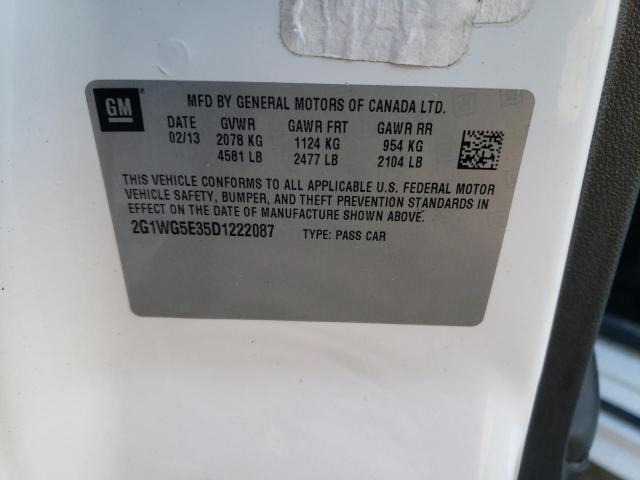 GM
MFD BY GENERAL MOTORS OF CANADA LTD.
DATE GVWR GAWR FRT GAWR RR
02/13 2078 KG 1124 KG 954 KG
4581 LB 2477 LB 2104 LB
THIS VEHICLE CONFORMS TO ALL APPLICABLE U.S. FEDERAL MOTOR
VEHICLE SAFETY, BUMPER, AND THEFT PREVENTION STANDARDS IN
EFFECT ON THE DATE OF MANUFACTURE SHOWN ABOVE.
2G1WG5E35D1222087 TYPE: PASS CAR